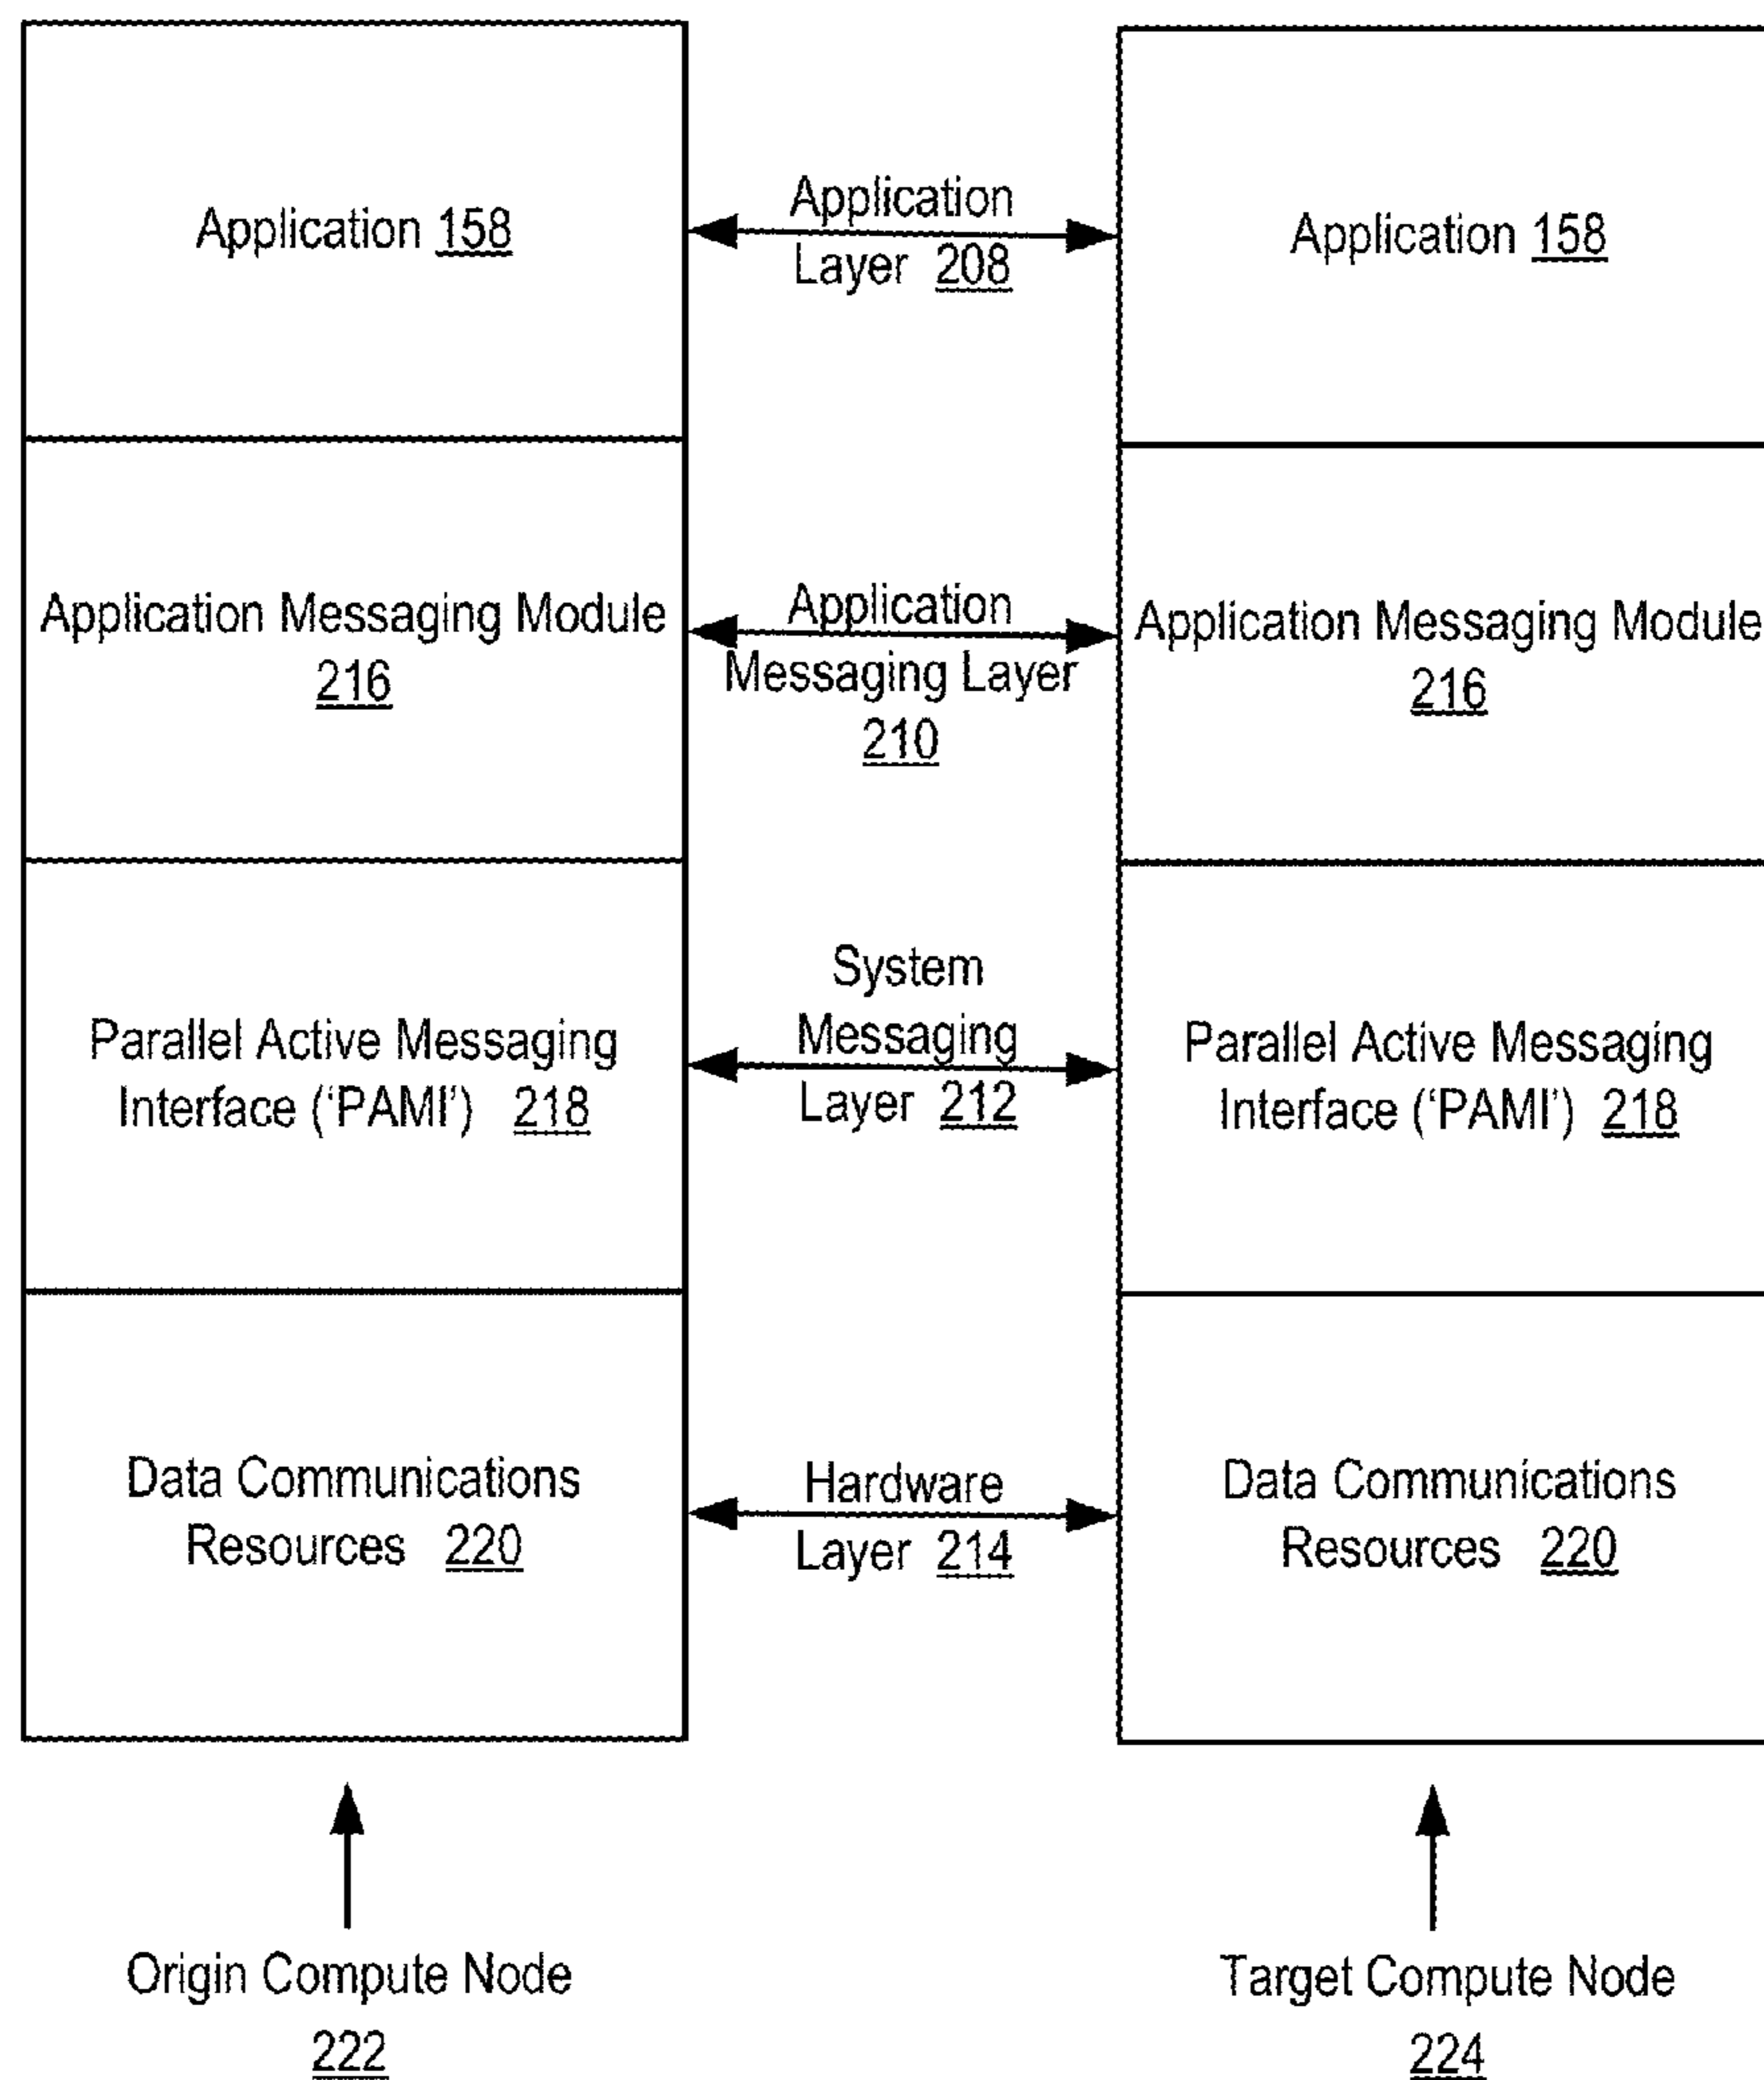 Application 158
Application
Layer 208
Application 158
Application Messaging Module
216
Application
Messaging Layer
210
Application Messaging Module
216
Parallel Active Messaging
Interface (‘PAMI’) 218
System
Messaging
Layer 212
Parallel Active Messaging
Interface (‘PAMI’) 218
Data Communications
Resources 220
Hardware
Layer 214
Data Communications
Resources 220
Origin Compute Node
222
Target Compute Node
224